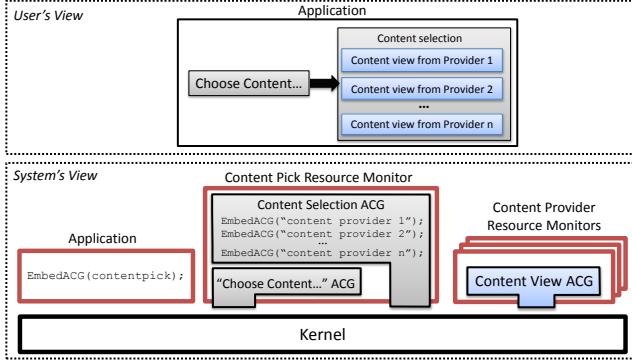 User's View
Application
Content selection
Content view from Provider 1
Choose Content…
Content view from Provider 2
…
Content view from Provider n
System's View
Content Pick Resource Monitor
Content Selection ACG
EmbedACG("content provider 1");
EmbedACG("content provider 2");
…
EmbedACG("content provider n");
"Choose Content…" ACG
Application
EmbedACG(contentpick);
Content Provider
Resource Monitors
Content View ACG
Kernel